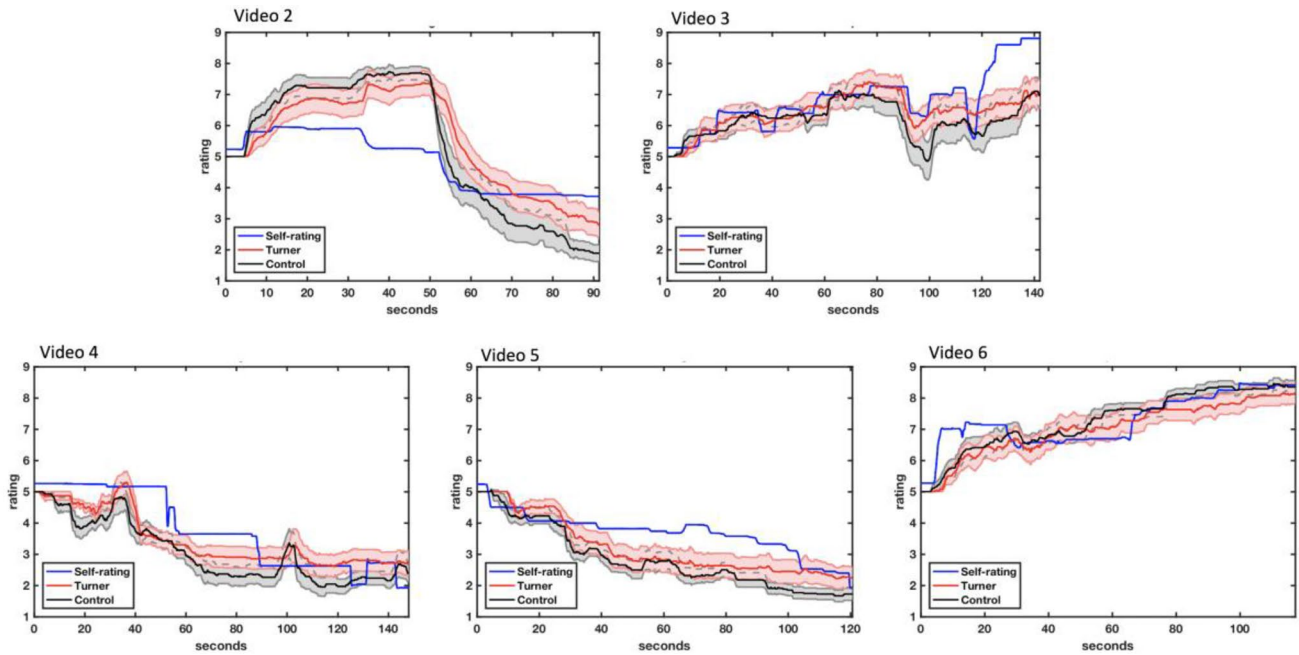 Video 2
9
8
7
6
5
4
3
2
1
rating
Self-rating
Turner
Control
0 10 20 30 40 50 60 70 80 90
seconds
Video 3
9
8
7
6
5
4
3
2
1
rating
Self-rating
Turner
Control
0 20 40 60 80 100 120 140
seconds
Video 4
9
8
7
6
5
4
3
2
1
rating
Self-rating
Turner
Control
0 20 40 60 80 100 120 140
seconds
Video 5
9
8
7
6
5
4
3
2
1
rating
Self-rating
Turner
Control
0 20 40 60 80 100 120
seconds
Video 6
9
8
7
6
5
4
3
2
1
rating
Self-rating
Turner
Control
0 20 40 60 80 100
seconds